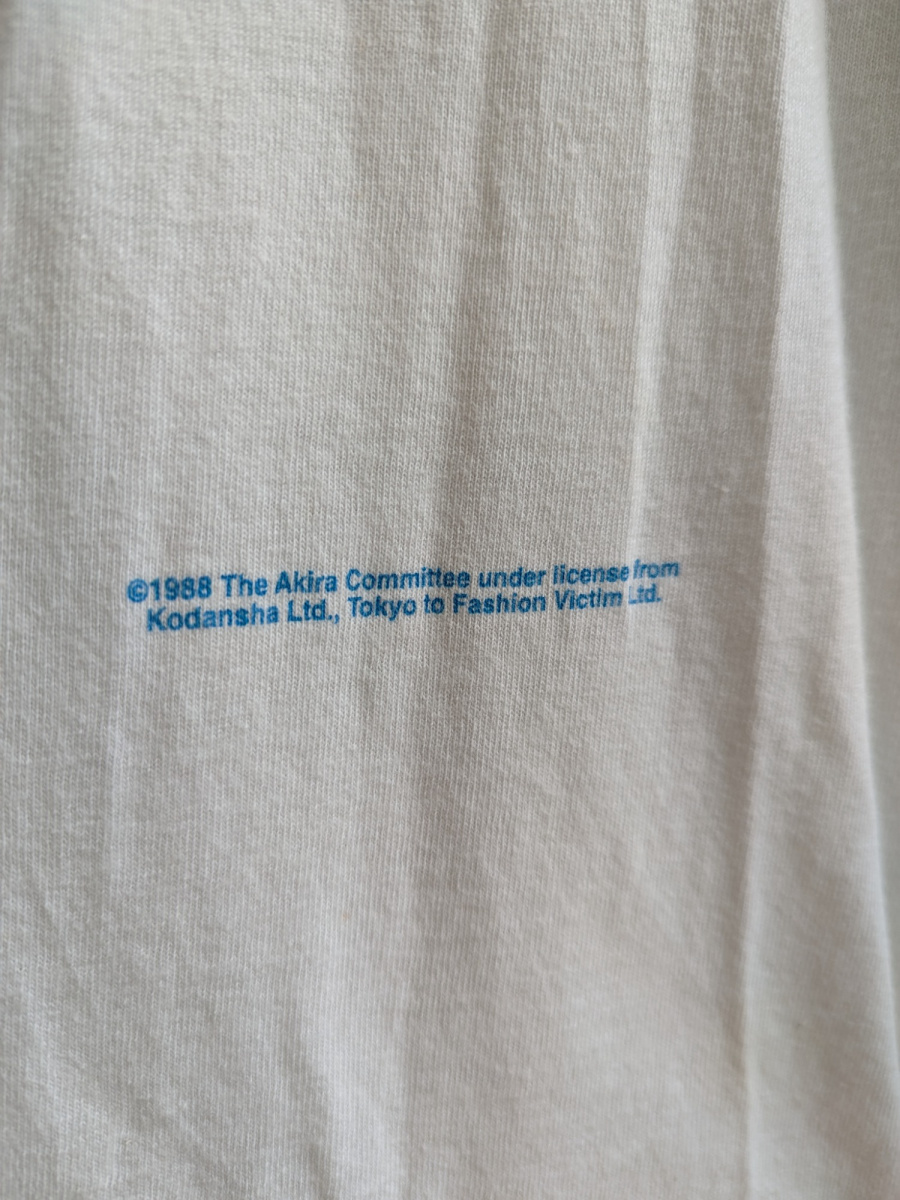 ©1988 The Akira Committee under license from
Kodansha Ltd., Tokyo to Fashion Victim Ltd.